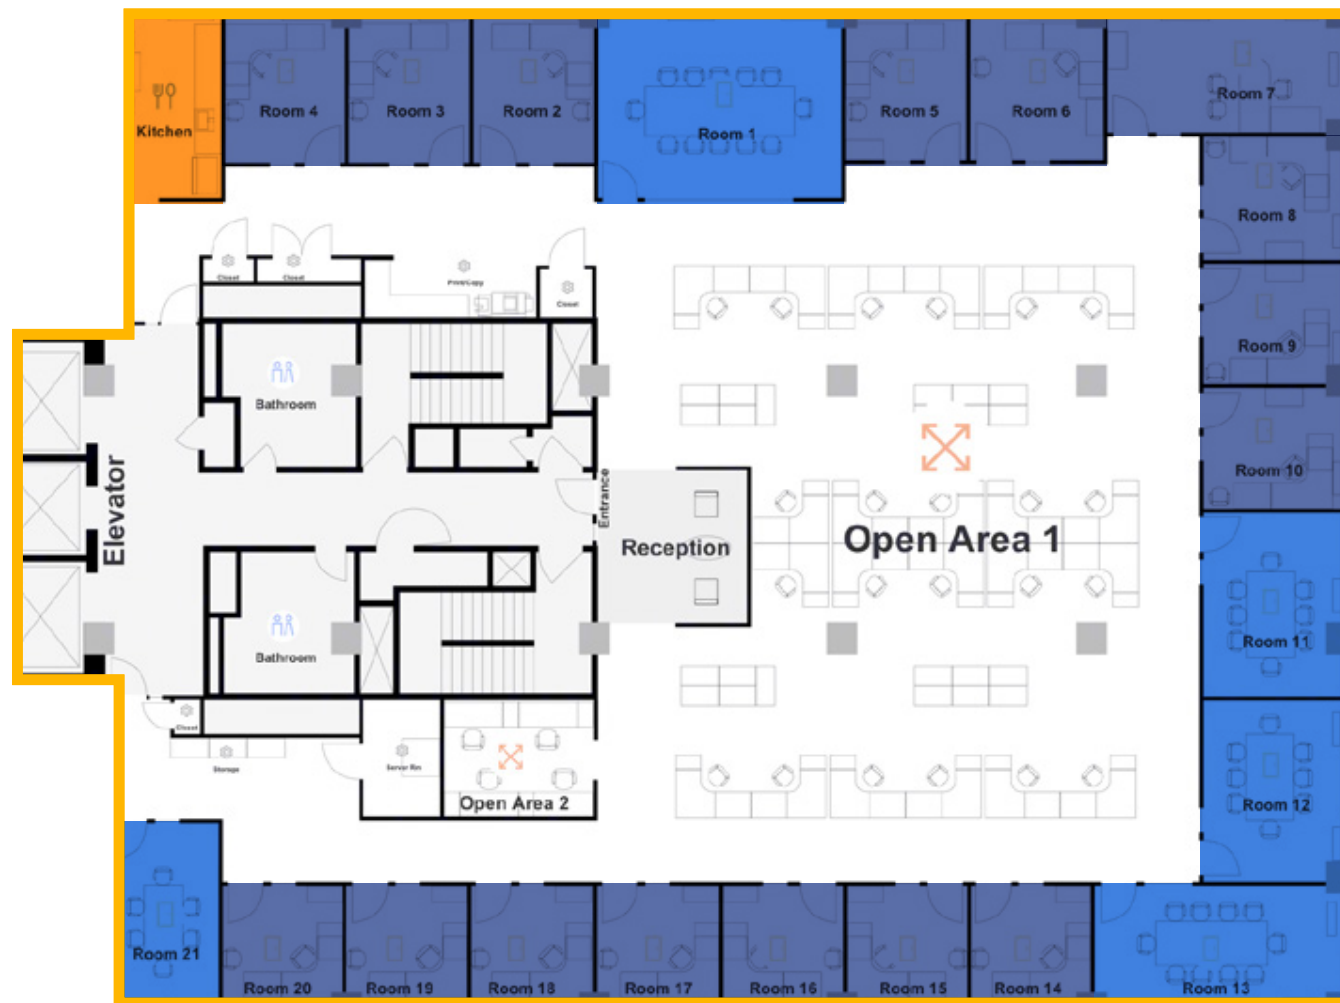 Room 4
Room 3
Room 2
Room 1
Room 5
Room 6
Room 7
Kitchen
Room 8
Closet
Closet
Print/Copy
Closet
Room 9
Bathroom
Room 10
Elevator
Entrance
Reception
Open Area 1
Bathroom
Room 11
Closet
Storage
Server Rm
Open Area 2
Room 12
Room 21
Room 20
Room 19
Room 18
Room 17
Room 16
Room 15
Room 14
Room 13